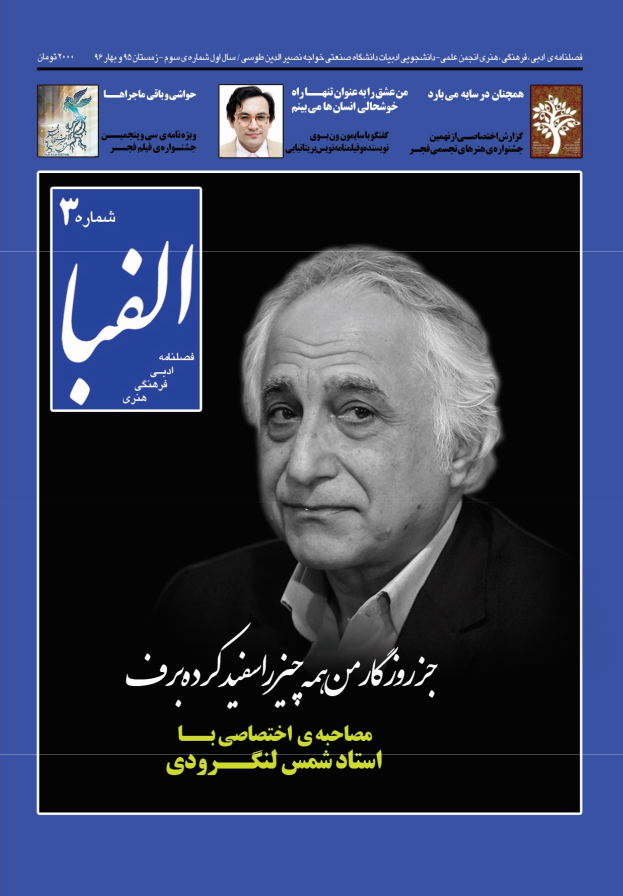 فصلنامه‌ی ادبی، فرهنگی، هنری انجمن علمی-دانشجویی ادبیات دانشگاه صنعتی خواجه نصیر الدین طوسی / سال اول شماره‌ی سوم - زمستان ۹۵ و بهار ۹۶
۲۰۰۰ تومان
همچنان در سایه می‌بارد
گزارش اختصاصی از نهمین
جشنواره‌ی هنرهای تجسمی فجر
من عشق را به عنوان تنها راه
خوشحالی انسان‌ها می‌بینم
گفتگو با سایمون ون بوی
نویسنده و فیلمنامه‌نویس بریتانیایی
حواشی و باقی ماجراها
ویژه‌نامه‌ی سی و پنجمین
جشنواره‌ی فیلم فجر
شماره ۳
الفبا
فصلنامه
ادبی
فرهنگی
هنری
جز روزگار من همه چیز را سفید کرده برف
مصاحبه‌ی اختصاصی با
استاد شمس لنگرودی